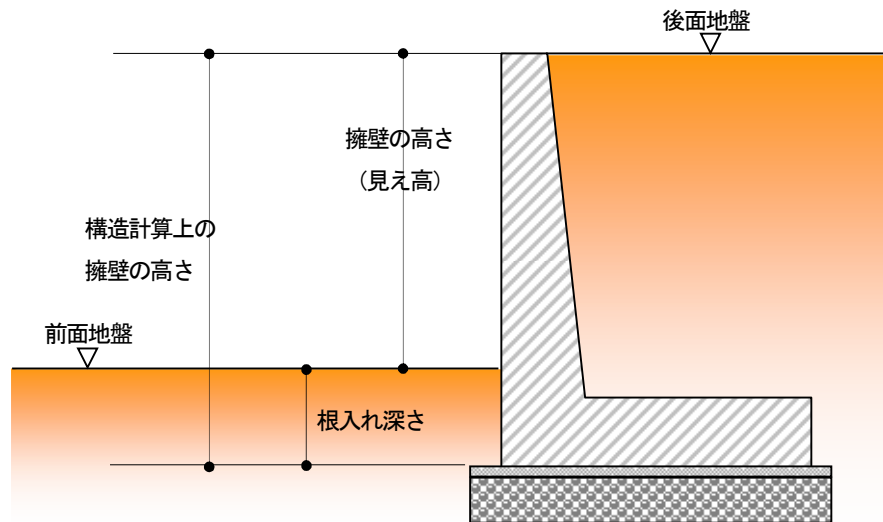 後面地盤
擁壁の高さ
（見え高）
構造計算上の
擁壁の高さ
前面地盤
根入れ深さ